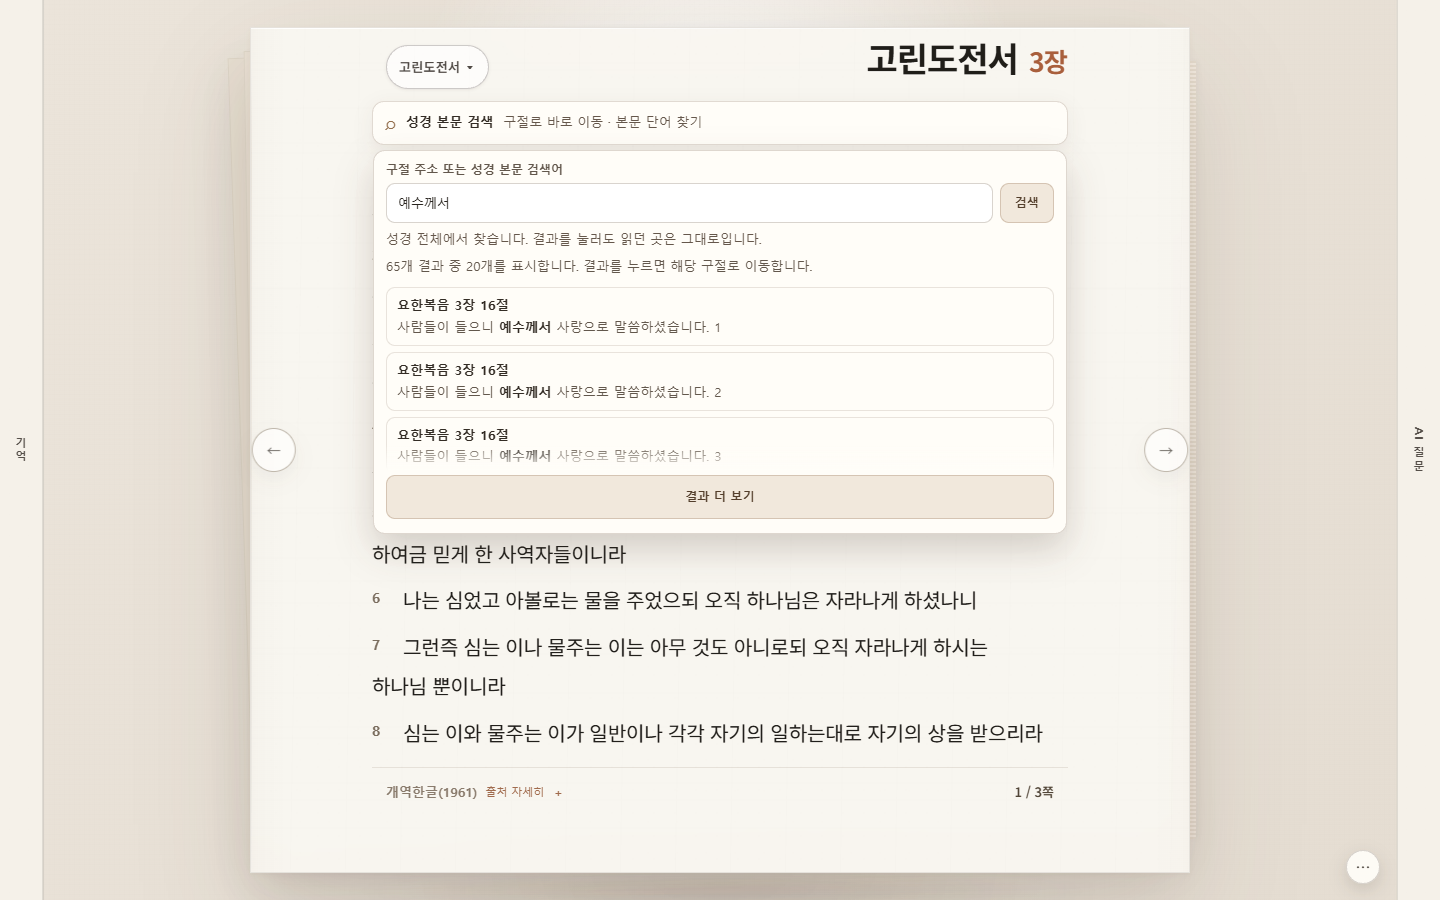 고린도전서
고린도전서 3장
성경 본문 검색 구절로 바로 이동 · 본문 단어 찾기
구절 주소 또는 성경 본문 검색어
예수께서
검색
성경 전체에서 찾습니다. 결과를 눌러도 읽던 곳은 그대로입니다.
65개 결과 중 20개를 표시합니다. 결과를 누르면 해당 구절로 이동합니다.
요한복음 3장 16절
사람들이 들으니 예수께서 사랑으로 말씀하셨습니다. 1
요한복음 3장 16절
사람들이 들으니 예수께서 사랑으로 말씀하셨습니다. 2
요한복음 3장 16절
사람들이 들으니 예수께서 사랑으로 말씀하셨습니다. 3
결과 더 보기
기억
←
→
AI 질문
하여금 믿게 한 사역자들이니라
6 나는 심었고 아볼로는 물을 주었으되 오직 하나님은 자라나게 하셨나니
7 그런즉 심는 이나 물주는 이는 아무 것도 아니로되 오직 자라나게 하시는
하나님 뿐이니라
8 심는 이와 물주는 이가 일반이나 각각 자기의 일하는대로 자기의 상을 받으리라
개역한글(1961) 출처 자세히 +
1 / 3쪽
…